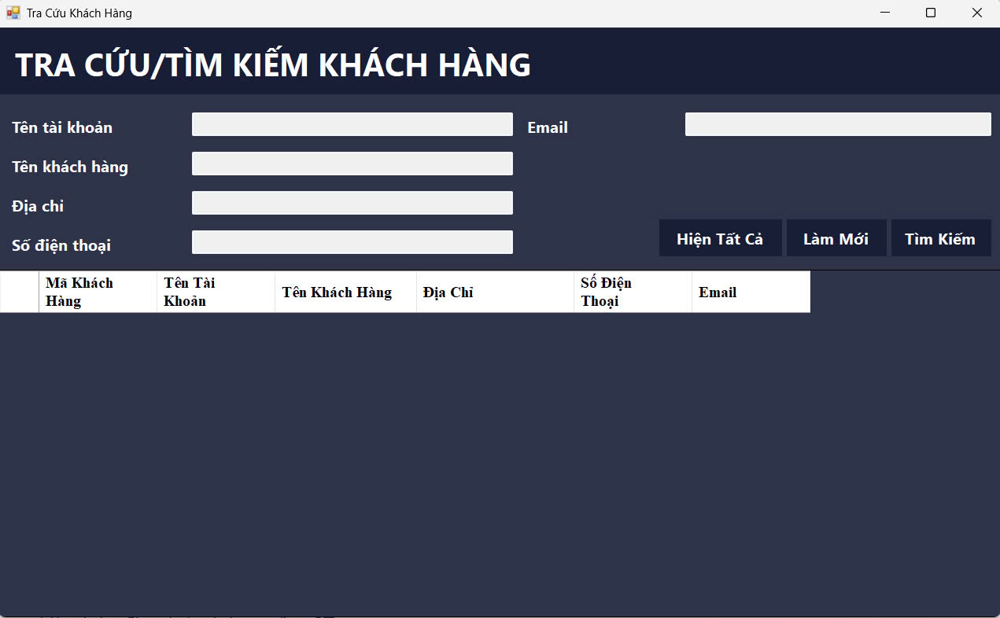 Tra Cứu Khách Hàng
TRA CỨU/TÌM KIẾM KHÁCH HÀNG
Tên tài khoản
Email
Tên khách hàng
Địa chỉ
Số điện thoại
Hiện Tất Cả
Làm Mới
Tìm Kiếm
Mã Khách
Hàng
Tên Tài
Khoản
Tên Khách Hàng
Địa Chỉ
Số Điện
Thoại
Email